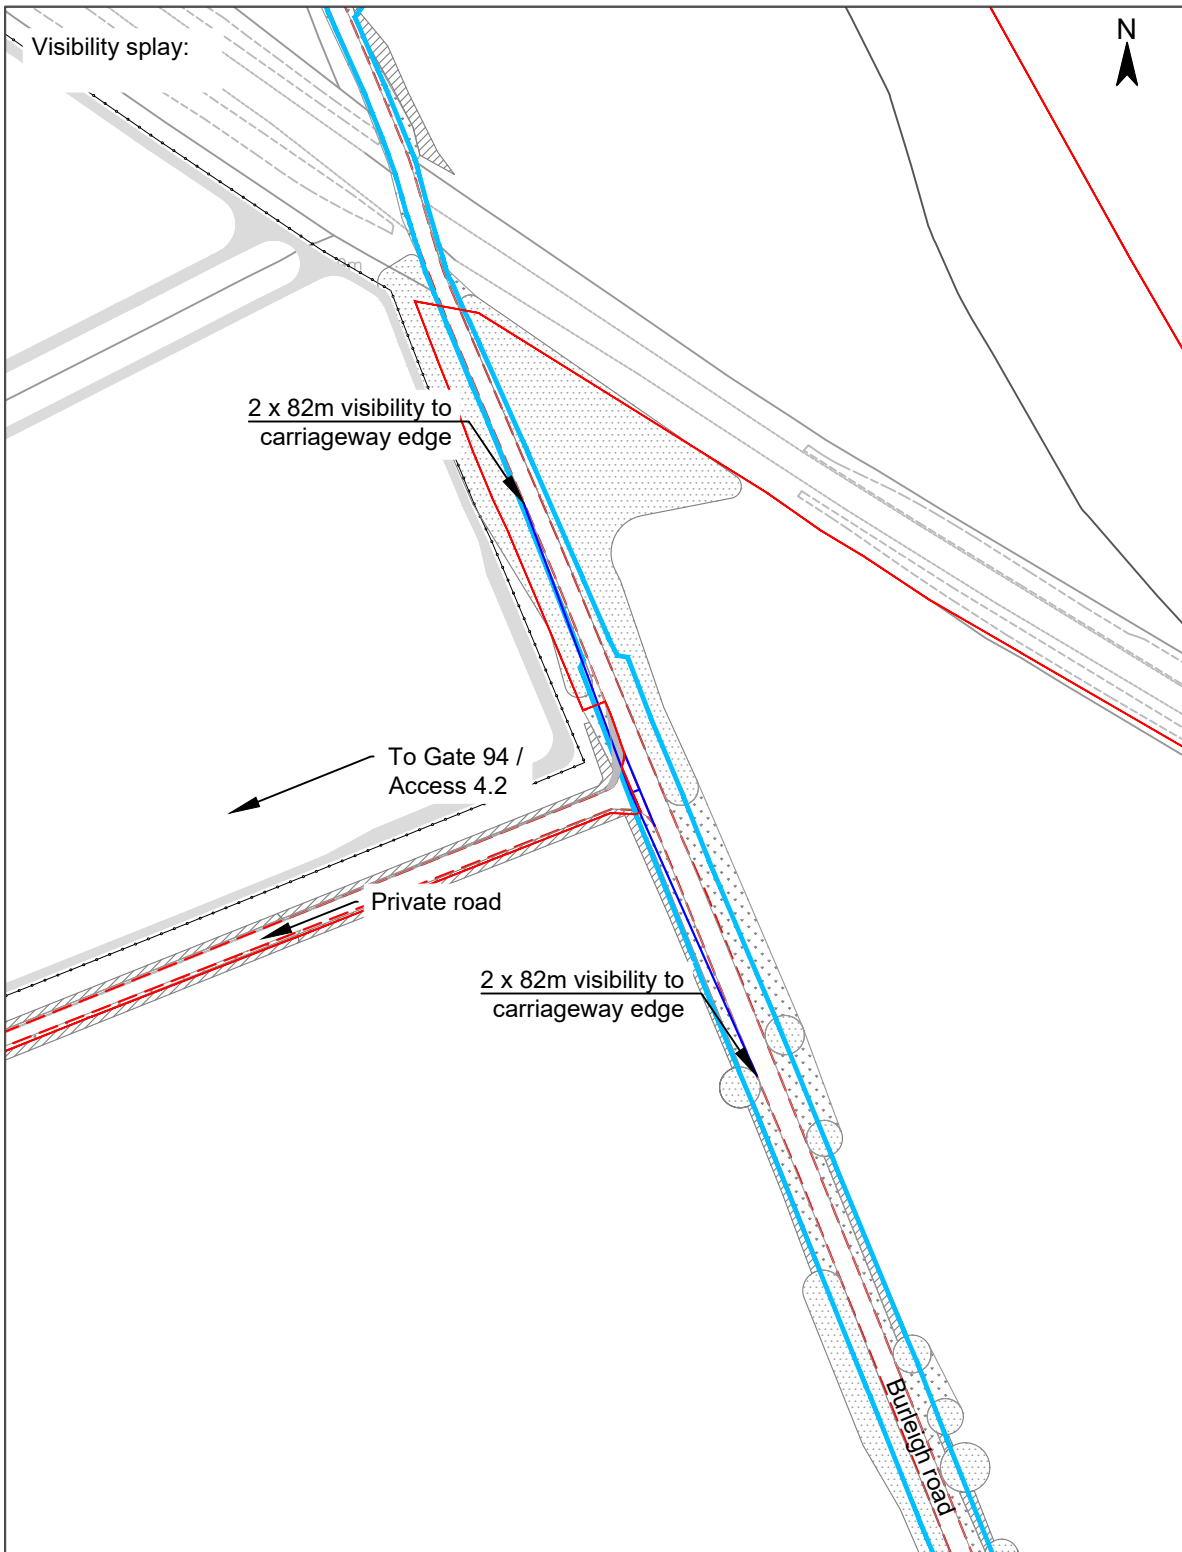 Visibility splay:
N
2 x 82m visibility to
carriageway edge
To Gate 94 /
Access 4.2
Private road
2 x 82m visibility to
carriageway edge
Burleigh road